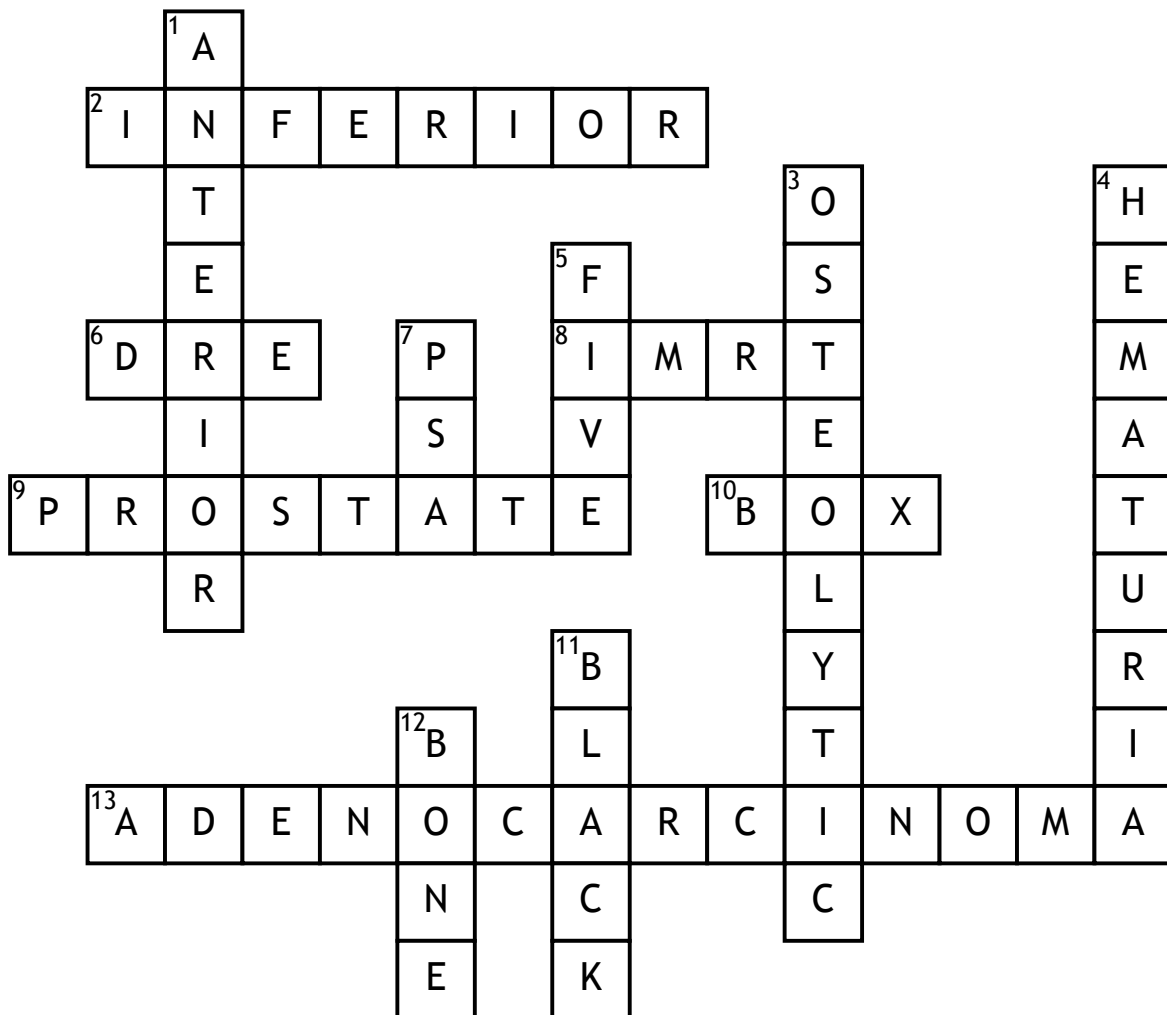 1 A
2 I N F E R I O R
T 3 O 4 H
E 5 F S E
6 D R E 7 P 8 I M R T M
I S V E A
9 P R O S T A T E 10 B O X T
R L U
11 B Y R
12 B L T I
13 A D E N O C A R C I N O M A
N C C
E K